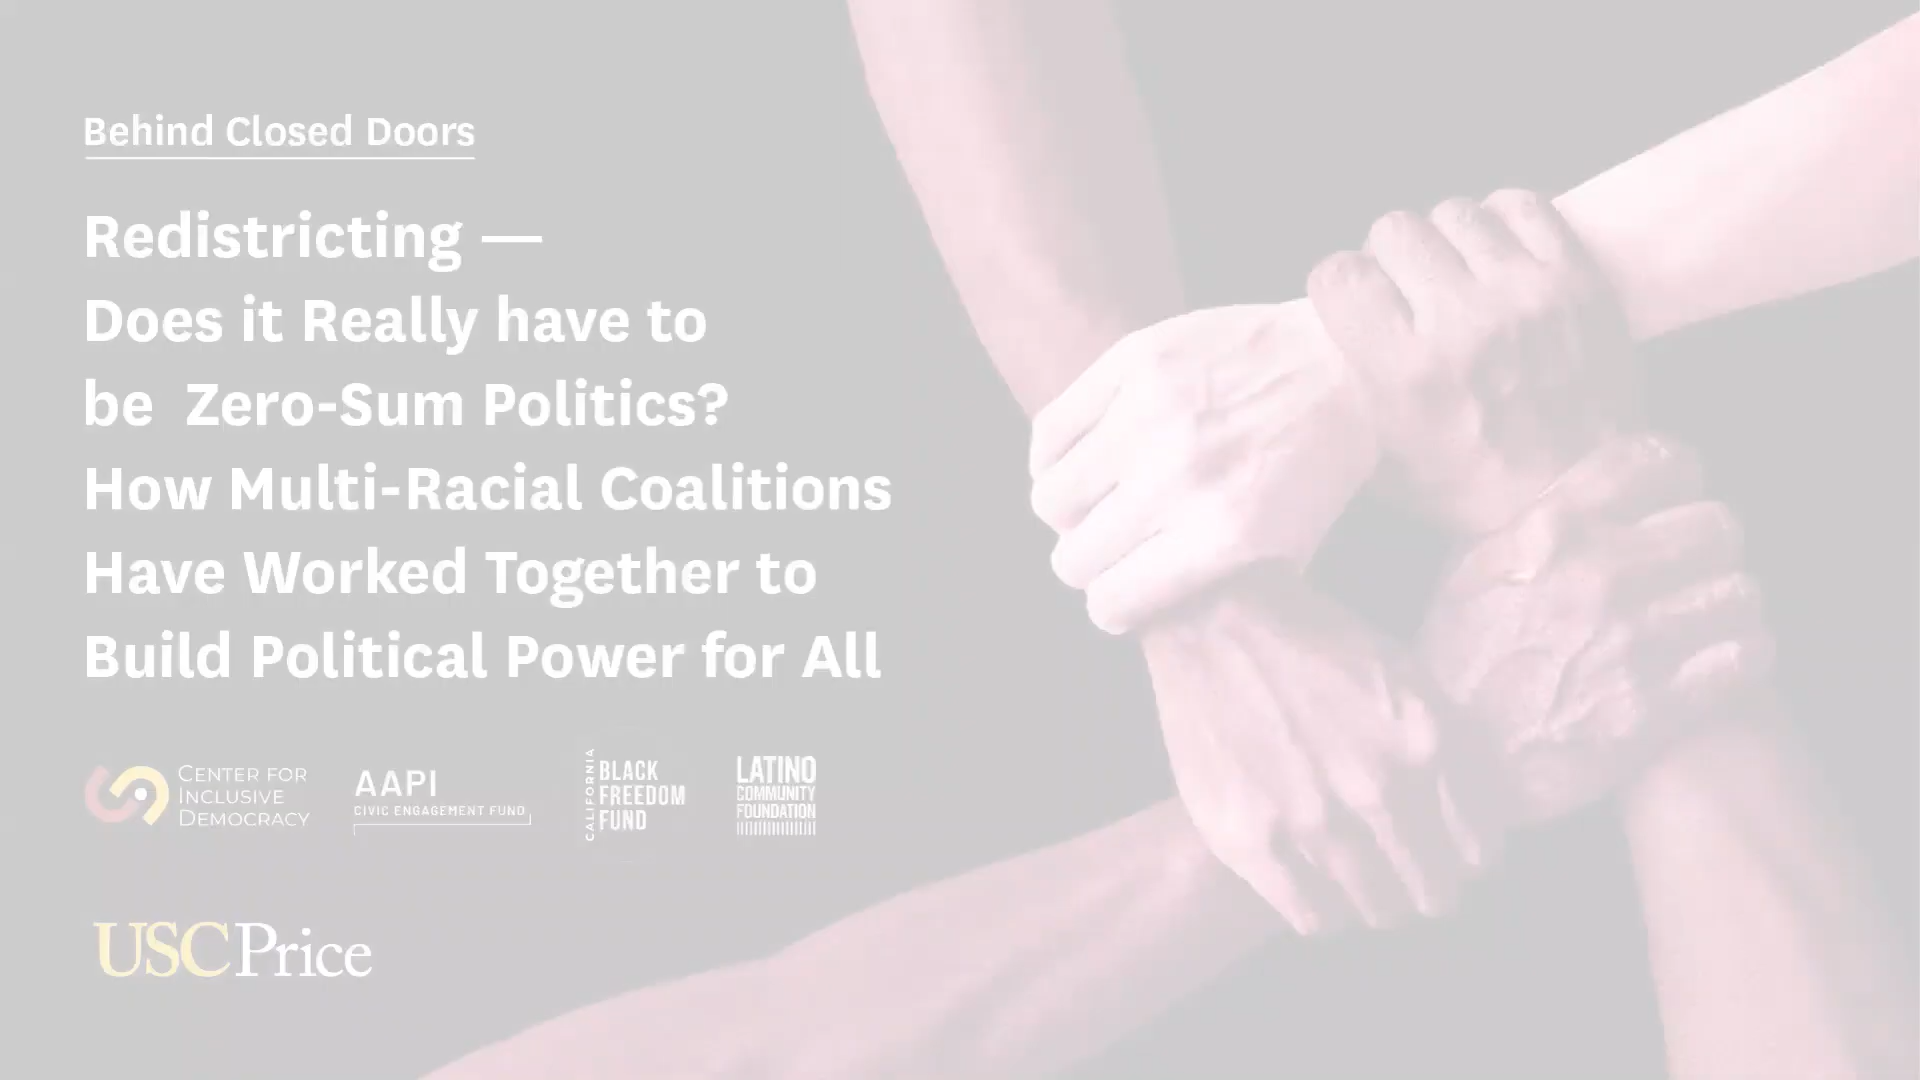 Behind Closed Doors
Redistricting —
Does it Really have to
be  Zero-Sum Politics?
How Multi-Racial Coalitions
Have Worked Together to
Build Political Power for All
CENTER FOR
INCLUSIVE
DEMOCRACY
AAPI
CIVIC ENGAGEMENT FUND
CALIFORNIA
BLACK
FREEDOM
FUND
LATINO
COMMUNITY
FOUNDATION
USC Price